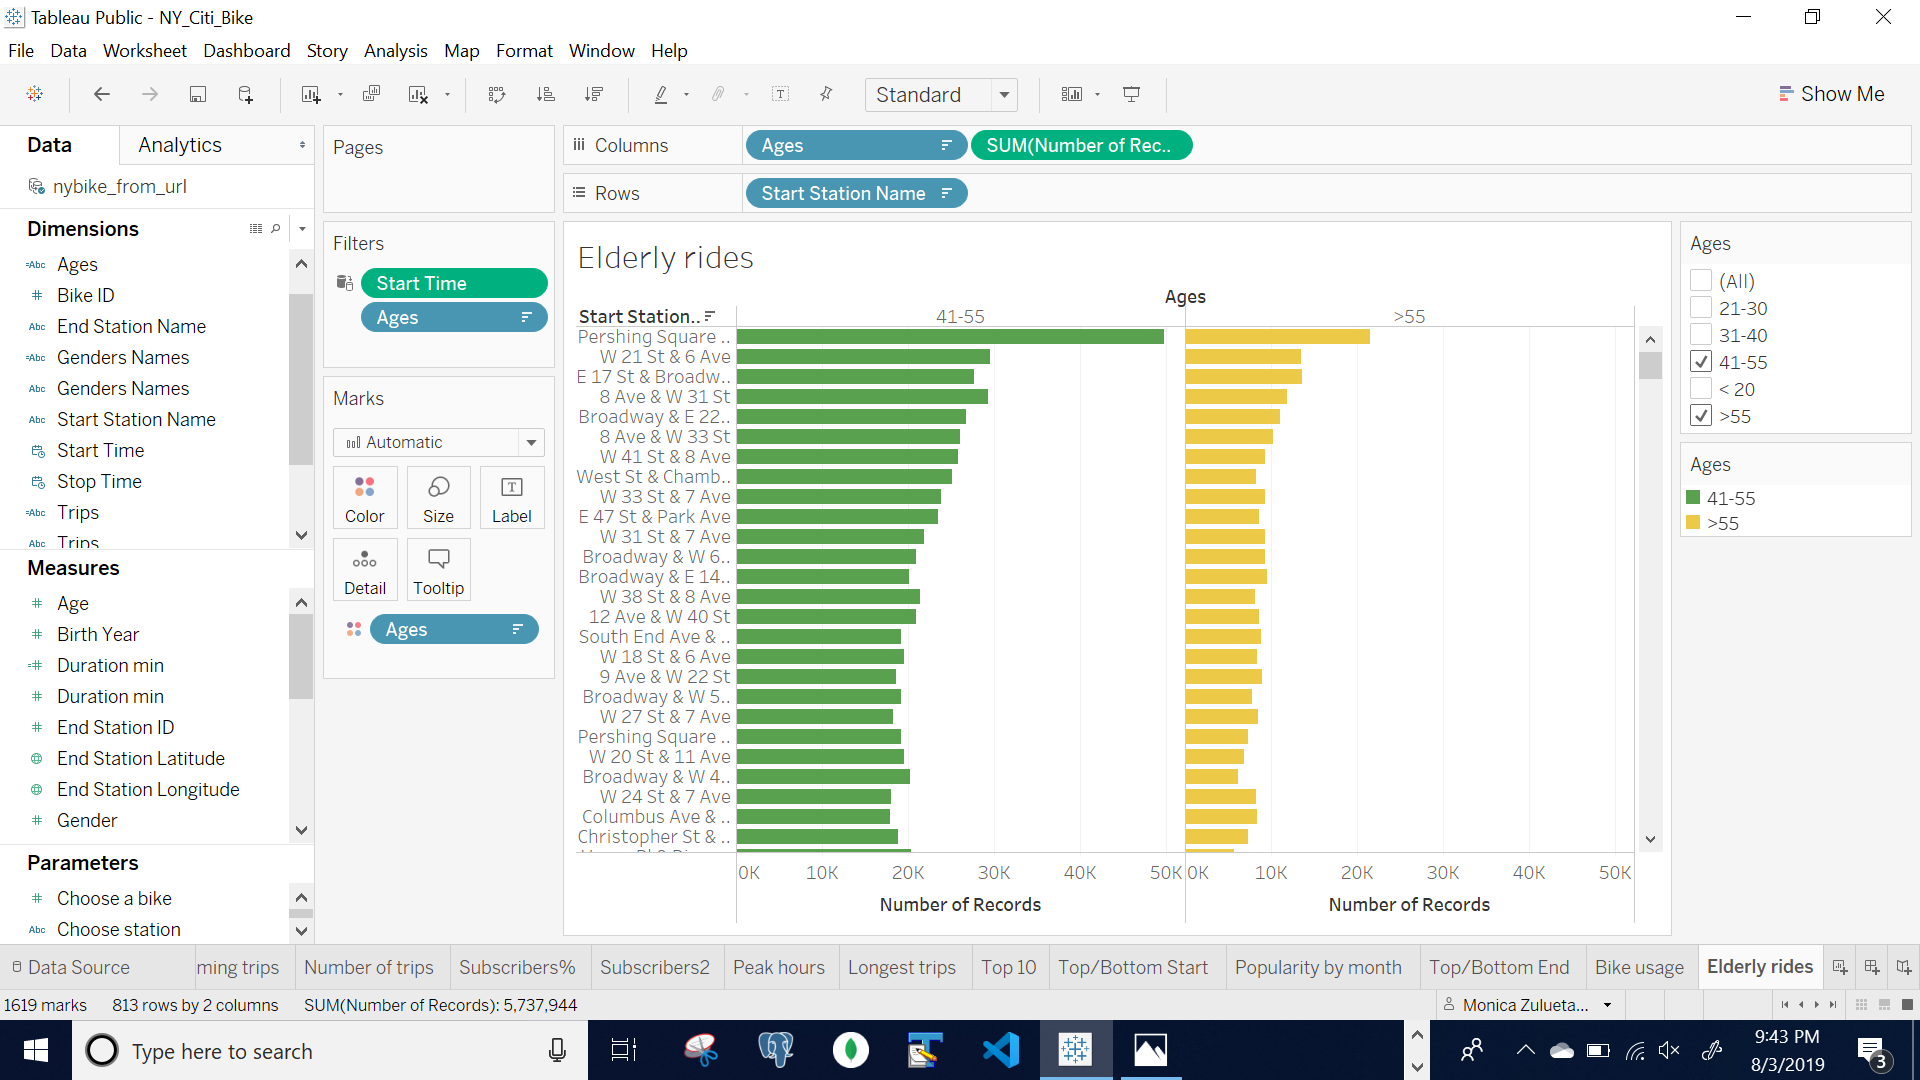 Tableau Public - NY_Citi_Bike
File Data Worksheet Dashboard Story Analysis Map Format Window Help
Standard
Show Me
Data Analytics
nybike_from_url
Dimensions
=Abc Ages
# Bike ID
Abc End Station Name
=Abc Genders Names
Abc Genders Names
Abc Start Station Name
Start Time
Stop Time
=Abc Trips
Abc Trips
Measures
# Age
# Birth Year
=# Duration min
# Duration min
# End Station ID
End Station Latitude
End Station Longitude
# Gender
Parameters
# Choose a bike
Abc Choose station
Pages
Filters
Start Time
Ages
Marks
Automatic
Color Size Label
Detail Tooltip
Ages
Columns Ages SUM(Number of Rec..
Rows Start Station Name
Elderly rides
Ages
Start Station.. 41-55 >55
Pershing Square ..
W 21 St & 6 Ave
E 17 St & Broadw..
8 Ave & W 31 St
Broadway & E 22..
8 Ave & W 33 St
W 41 St & 8 Ave
West St & Chamb..
W 33 St & 7 Ave
E 47 St & Park Ave
W 31 St & 7 Ave
Broadway & W 6..
Broadway & E 14..
W 38 St & 8 Ave
12 Ave & W 40 St
South End Ave & ..
W 18 St & 6 Ave
9 Ave & W 22 St
Broadway & W 5..
W 27 St & 7 Ave
Pershing Square ..
W 20 St & 11 Ave
Broadway & W 4..
W 24 St & 7 Ave
Columbus Ave & ..
Christopher St & ..
0K 10K 20K 30K 40K 50K 0K 10K 20K 30K 40K 50K
Number of Records Number of Records
Ages
(All)
21-30
31-40
41-55
< 20
>55
Ages
41-55
>55
Data Source ming trips Number of trips Subscribers% Subscribers2 Peak hours Longest trips Top 10 Top/Bottom Start Popularity by month Top/Bottom End Bike usage Elderly rides
1619 marks 813 rows by 2 columns SUM(Number of Records): 5,737,944
Monica Zulueta...
Type here to search
9:43 PM
8/3/2019
3